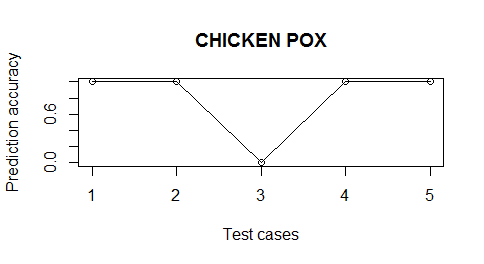 CHICKEN POX
Prediction accuracy
0.6
0.0
1 2 3 4 5
Test cases